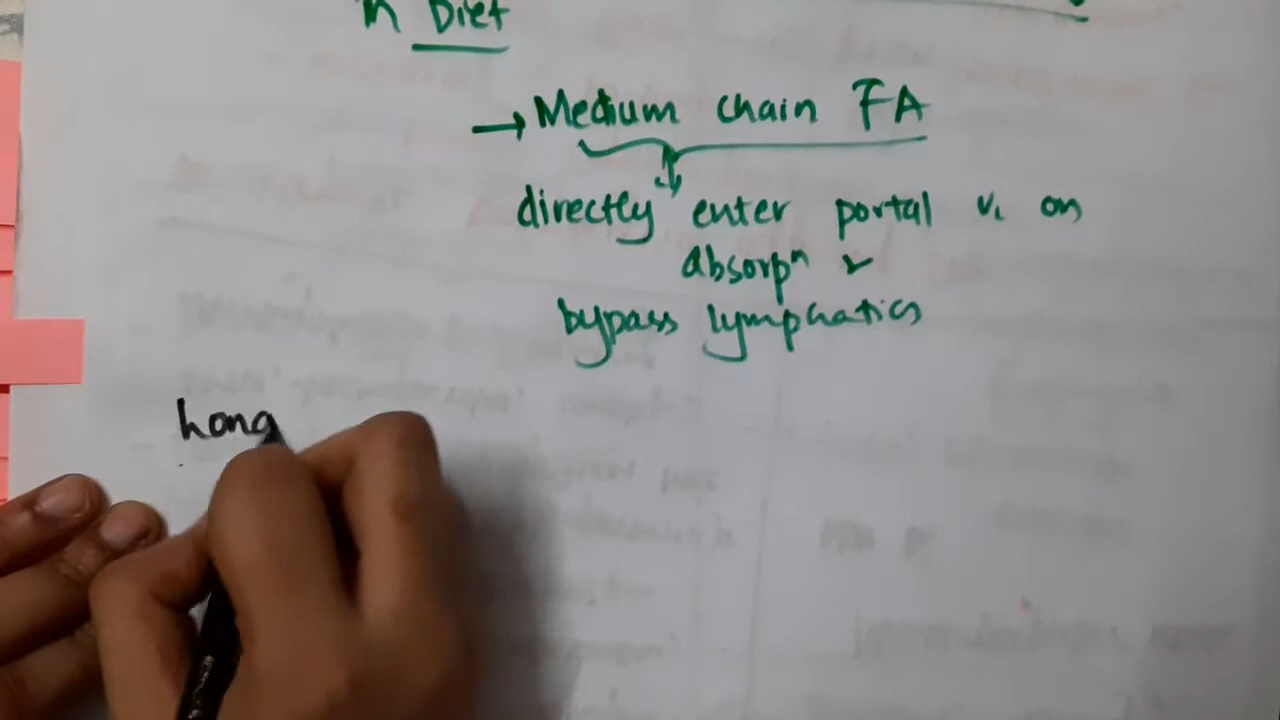 n Diet
→ Medium chain FA
directly enter portal v. on
absorpⁿ &
bypass lymphatics
Long